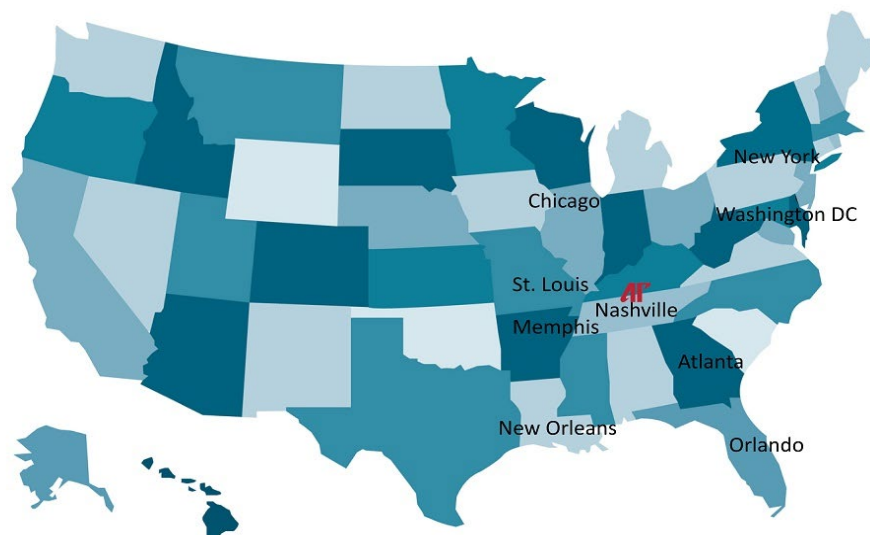 New York
Chicago
Washington DC
St. Louis
AP
Nashville
Memphis
Atlanta
New Orleans
Orlando